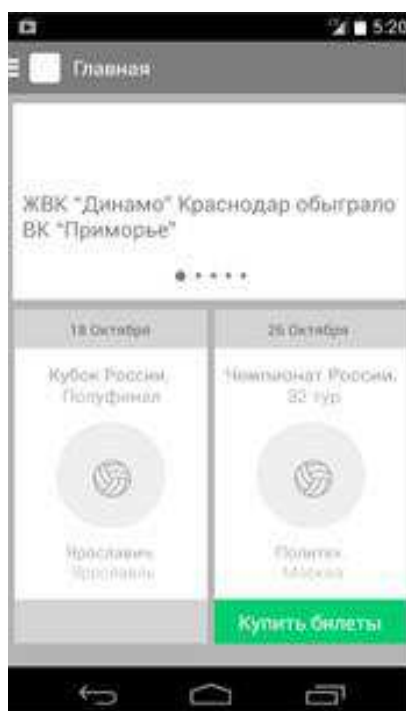 5:20
Главная
ЖВК "Динамо" Краснодар обыграло
ВК "Приморье"
18 Октября
26 Октября
Кубок России.
Полуфинал
Чемпионат России.
32 тур
Ярославич
Ярославль
Политех
Москва
Купить билеты